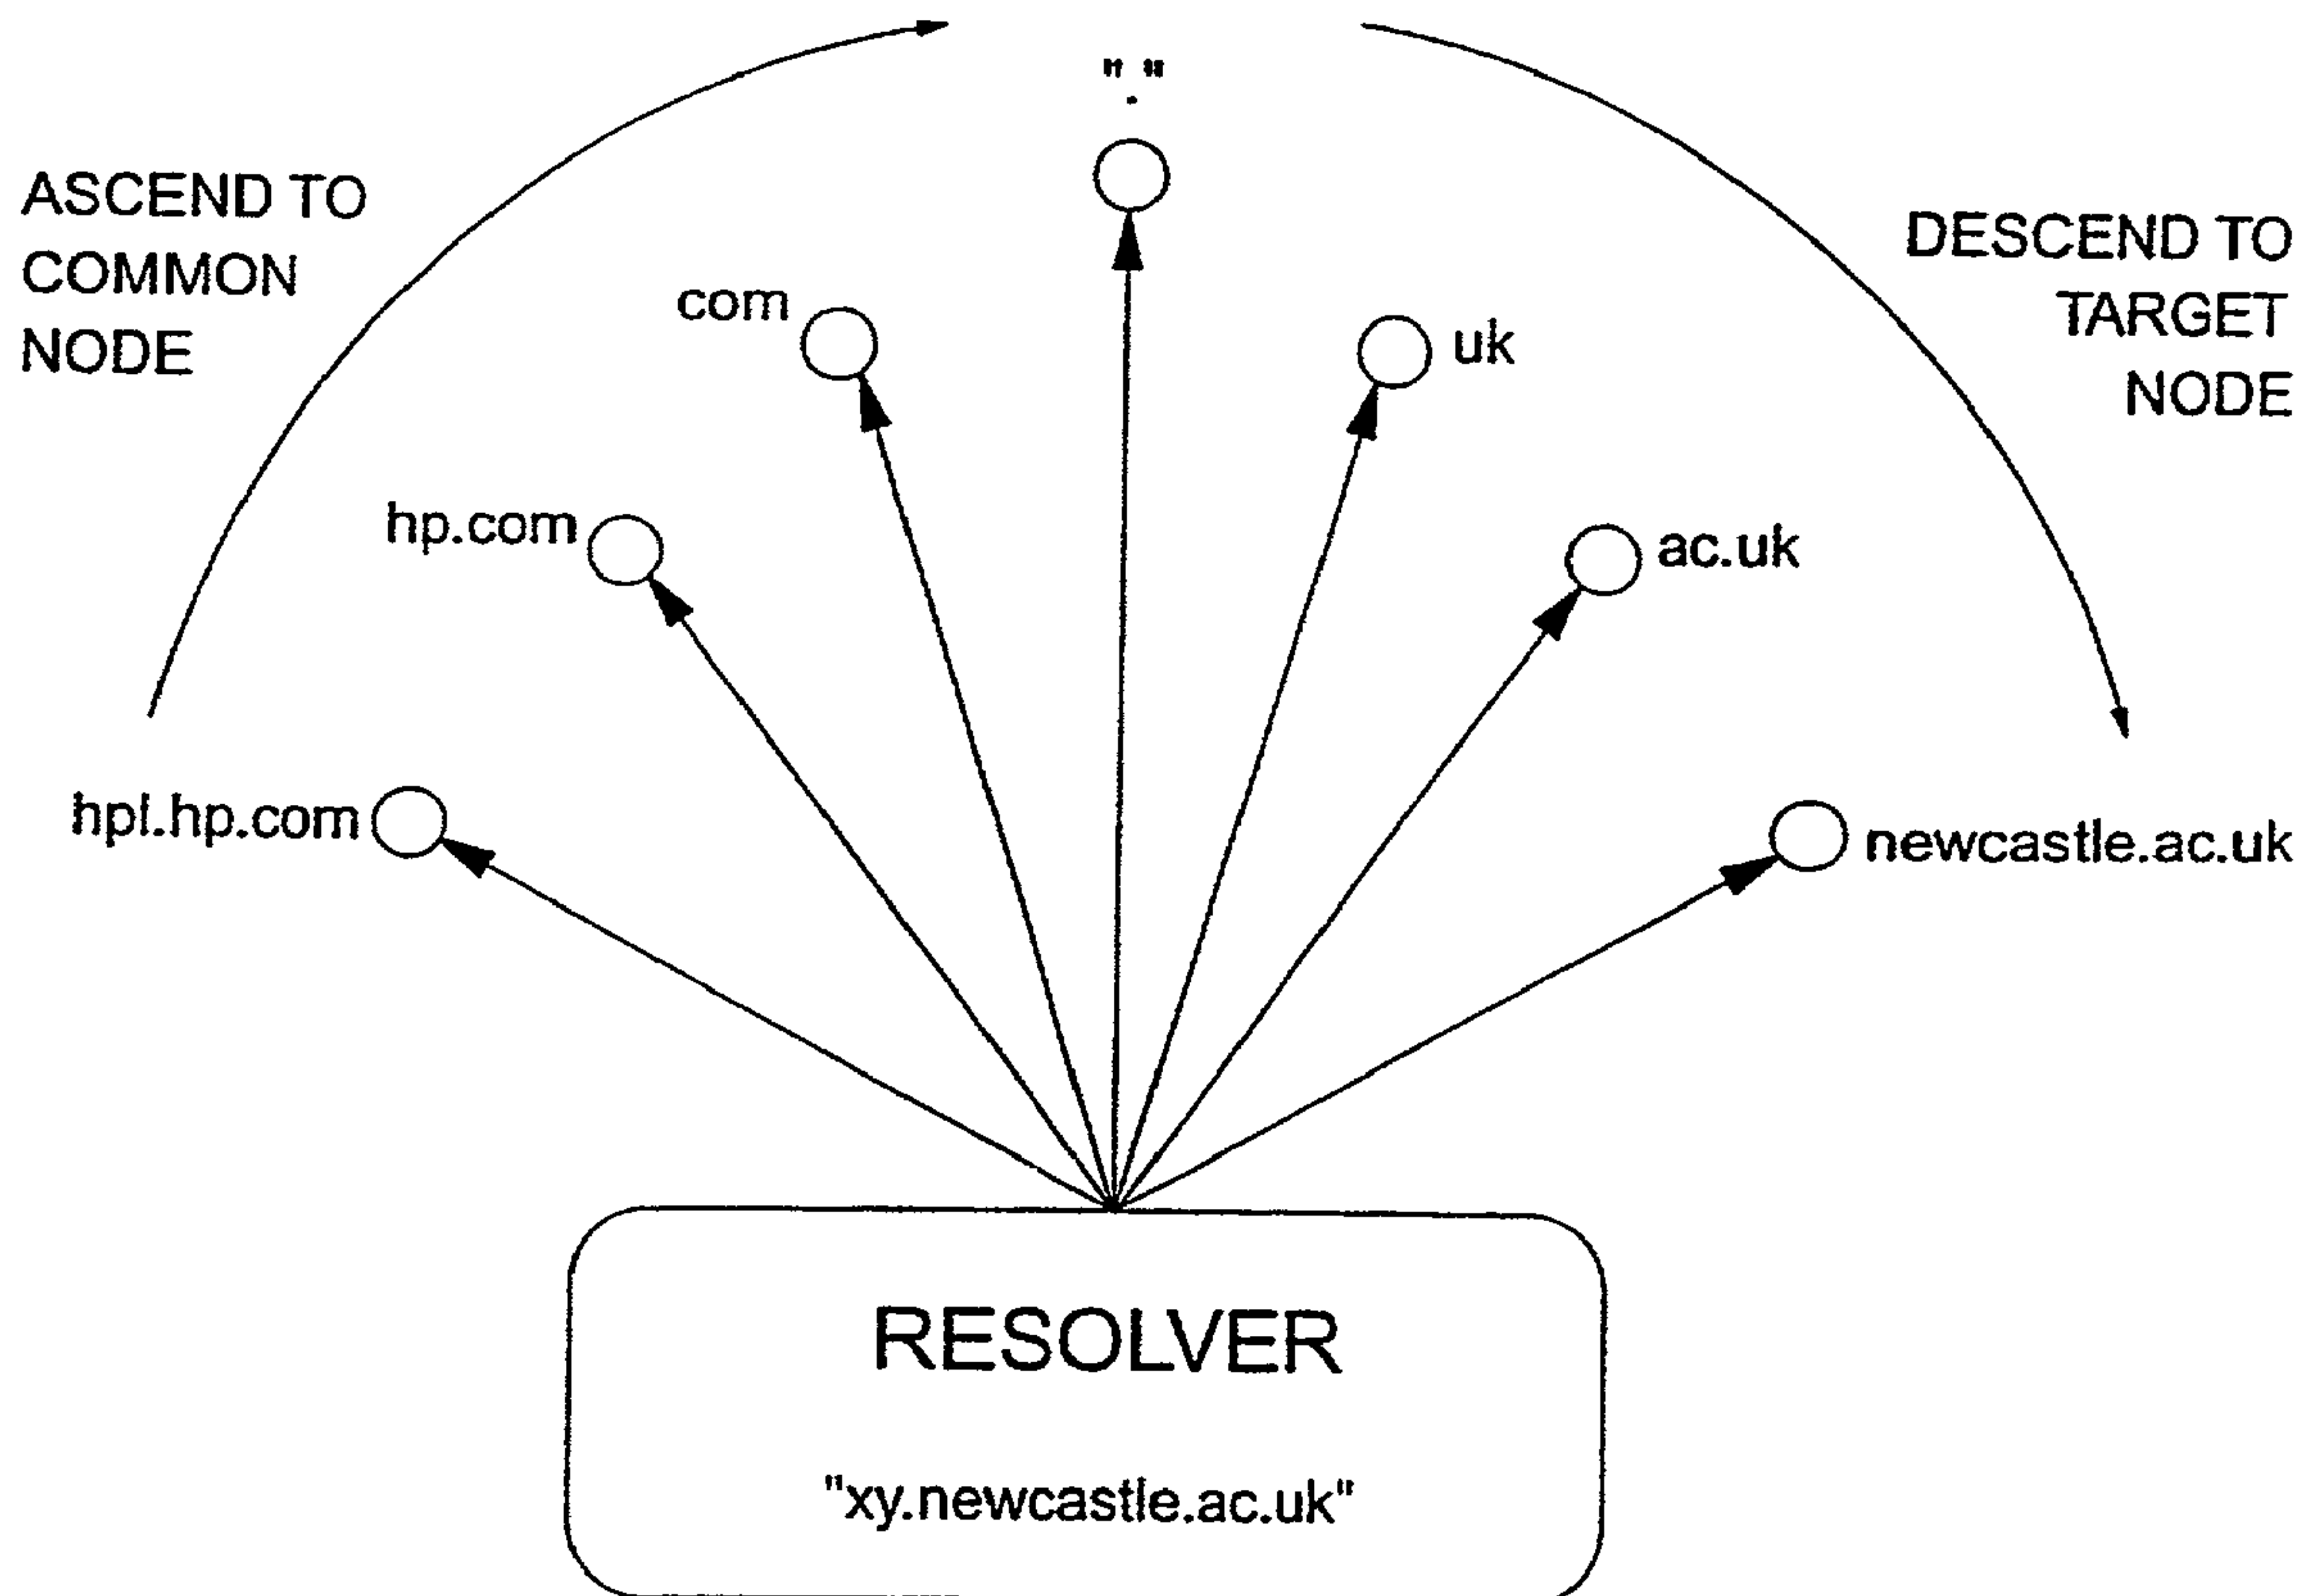 " "
.
ASCEND TO
COMMON
NODE
DESCEND TO
TARGET
NODE
com
uk
hp.com
ac.uk
hpl.hp.com
newcastle.ac.uk
RESOLVER
"xy.newcastle.ac.uk"